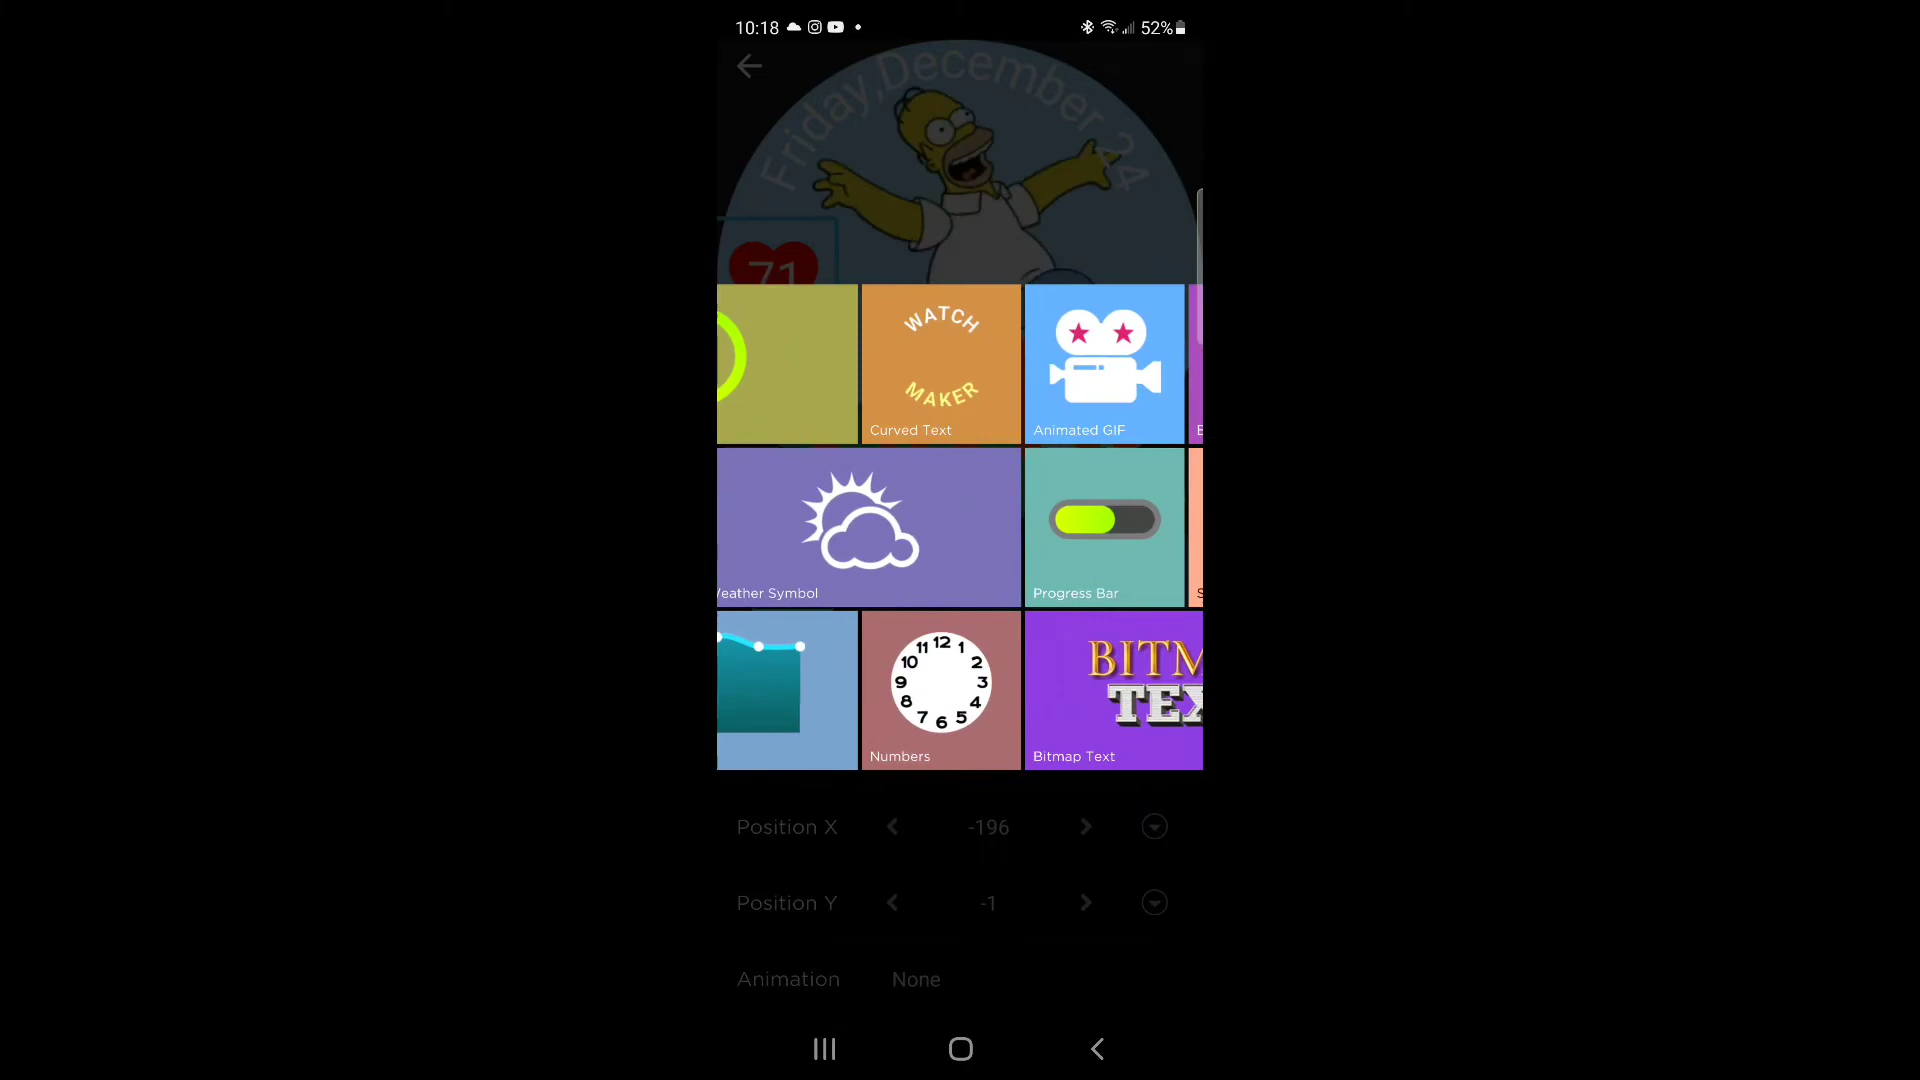 10:18
52%
Friday,December 24
71
WATCH
MAKER
Curved Text
Animated GIF
eather Symbol
Progress Bar
12
11
1
10
2
9
3
8
4
7
5
6
Numbers
BITM
TEX
Bitmap Text
Position X
-196
Position Y
-1
Animation
None